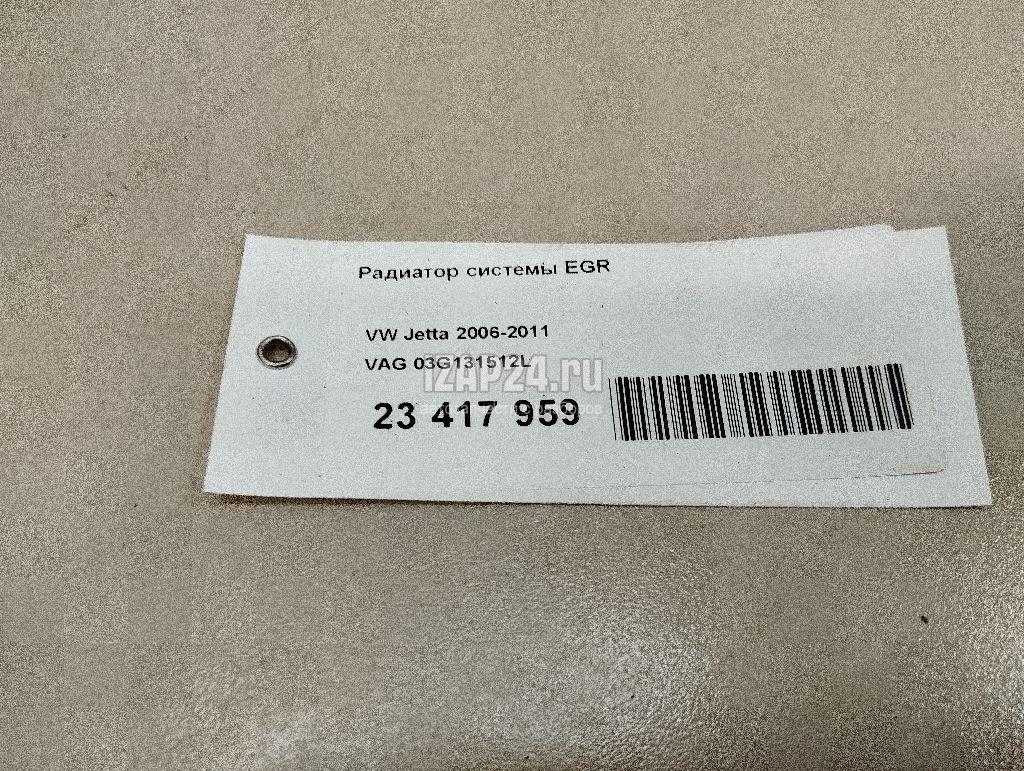 Радиатор системы EGR
VW Jetta 2006-2011
VAG 03G131512L
IZAP24.ru
23 417 959